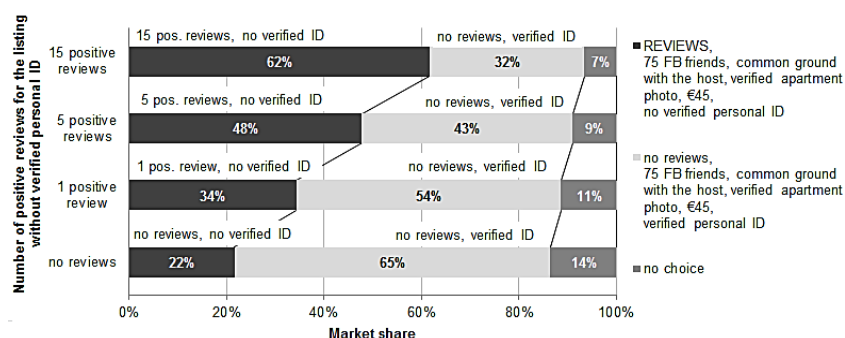 Number of positive reviews for the listing
without verified personal ID
15 positive
reviews
15 pos. reviews, no verified ID
no reviews, verified ID
62%
32%
7%
5 positive
reviews
5 pos. reviews, no verified ID
no reviews, verified ID
48%
43%
9%
1 positive
review
1 pos. review, no verified ID
no reviews, verified ID
34%
54%
11%
no reviews
no reviews, no verified ID
no reviews, verified ID
22%
65%
14%
0%
20%
40%
60%
80%
100%
Market share
REVIEWS,
75 FB friends, common ground
with the host, verified apartment
photo, €45,
no verified personal ID
no reviews,
75 FB friends, common ground
with the host, verified apartment
photo, €45,
verified personal ID
no choice